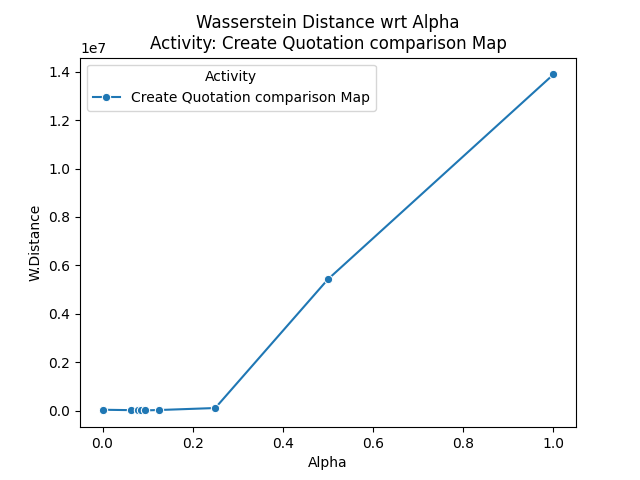 Wasserstein Distance wrt Alpha
Activity: Create Quotation comparison Map
1e7
Activity
Create Quotation comparison Map
1.4
1.2
1.0
0.8
0.6
0.4
0.2
0.0
W.Distance
0.0 0.2 0.4 0.6 0.8 1.0
Alpha